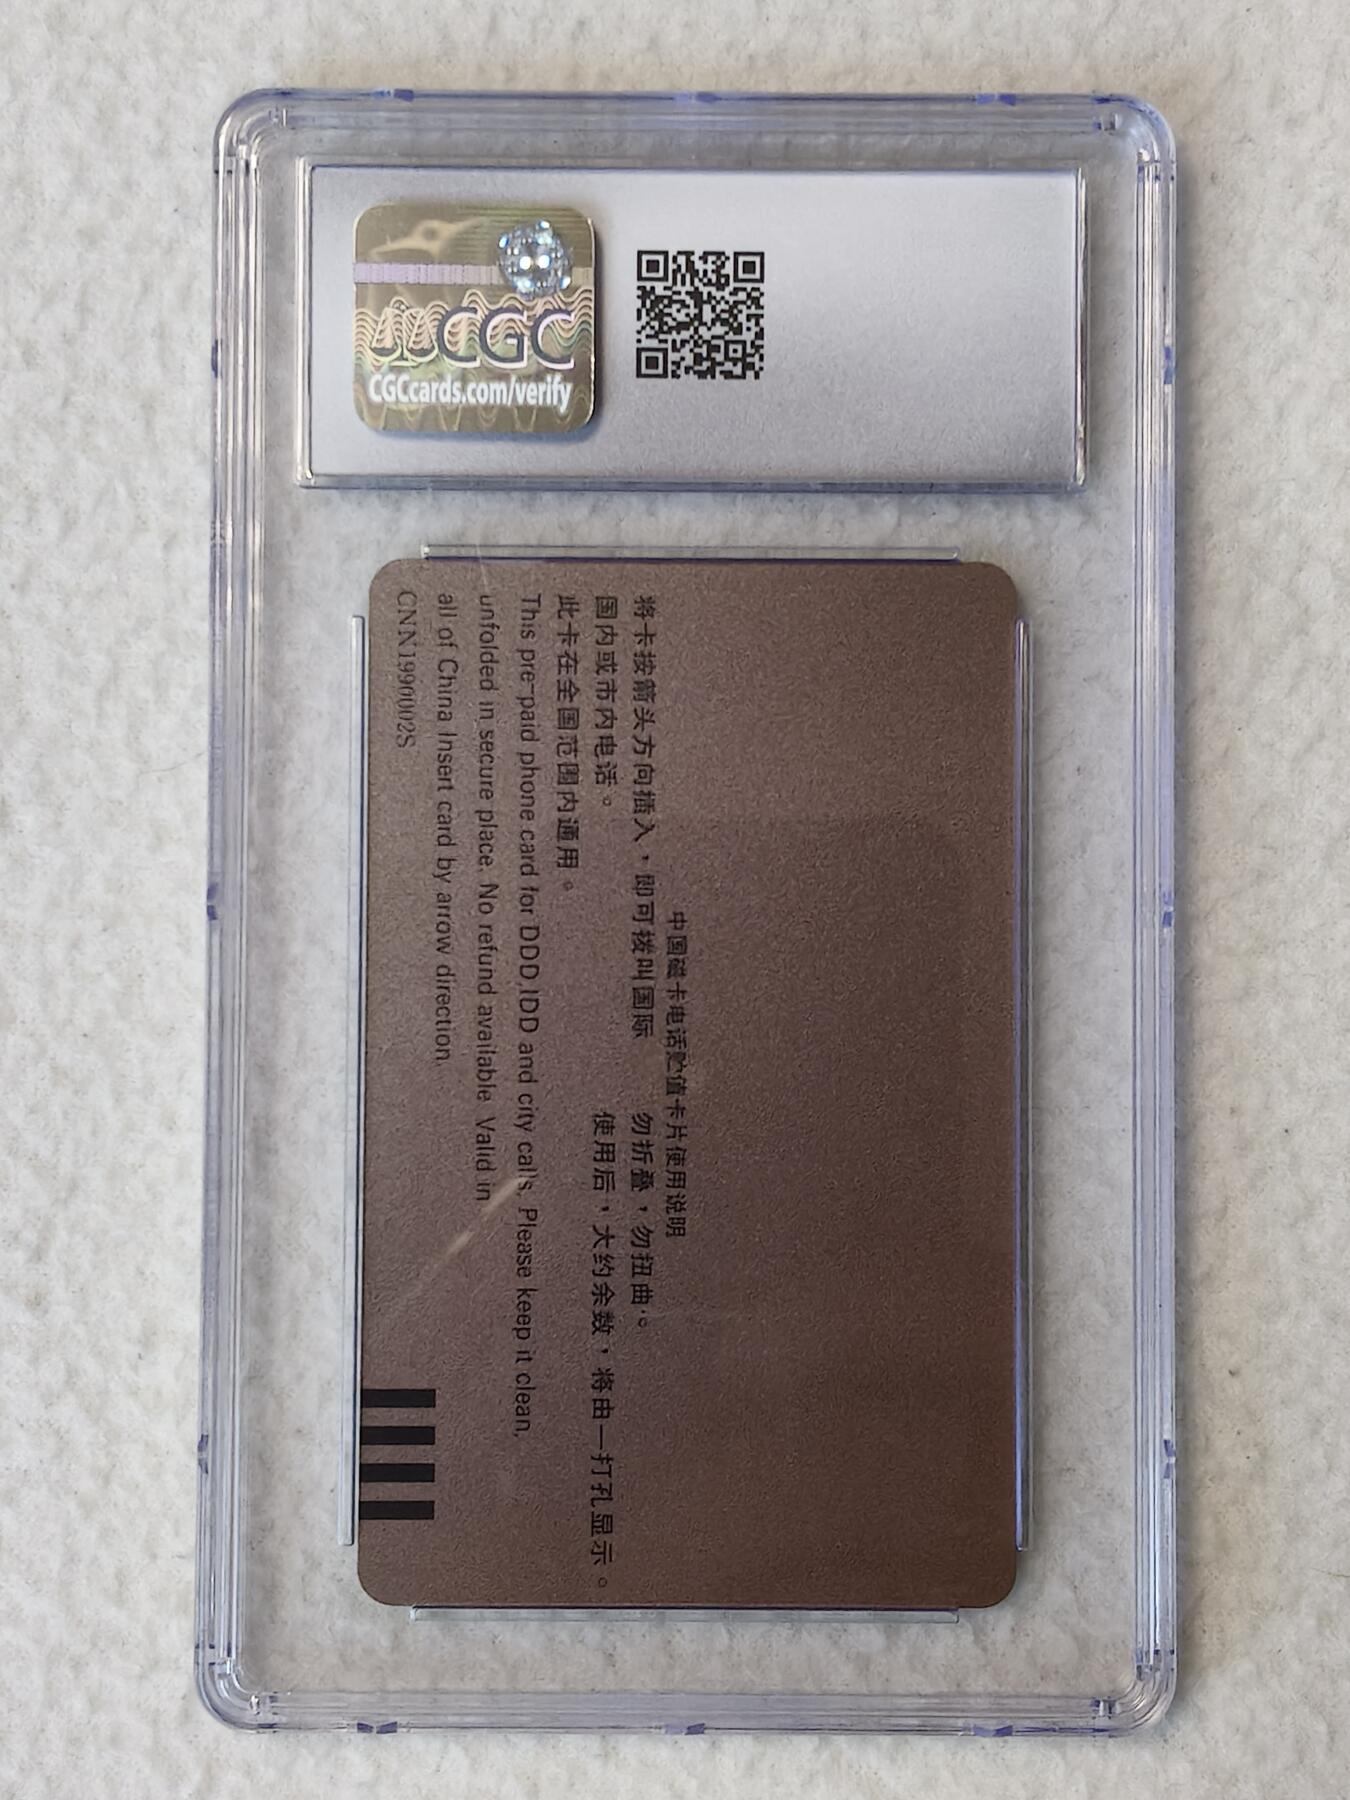 CGC
CGCcards.com/verify
中国磁卡电话贮值卡片使用说明
将卡按箭头方向插入，即可拨叫国际 勿折叠，勿扭曲。
国内或市内电话。 使用后，大约余数，将由一打孔显示。
此卡在全国范围内通用。
This pre-paid phone card for DDD,IDD and city calls. Please keep it clean,
unfolded in secure place. No refund available. Valid in
all of China Insert card by arrow direction.
CNN1990002S